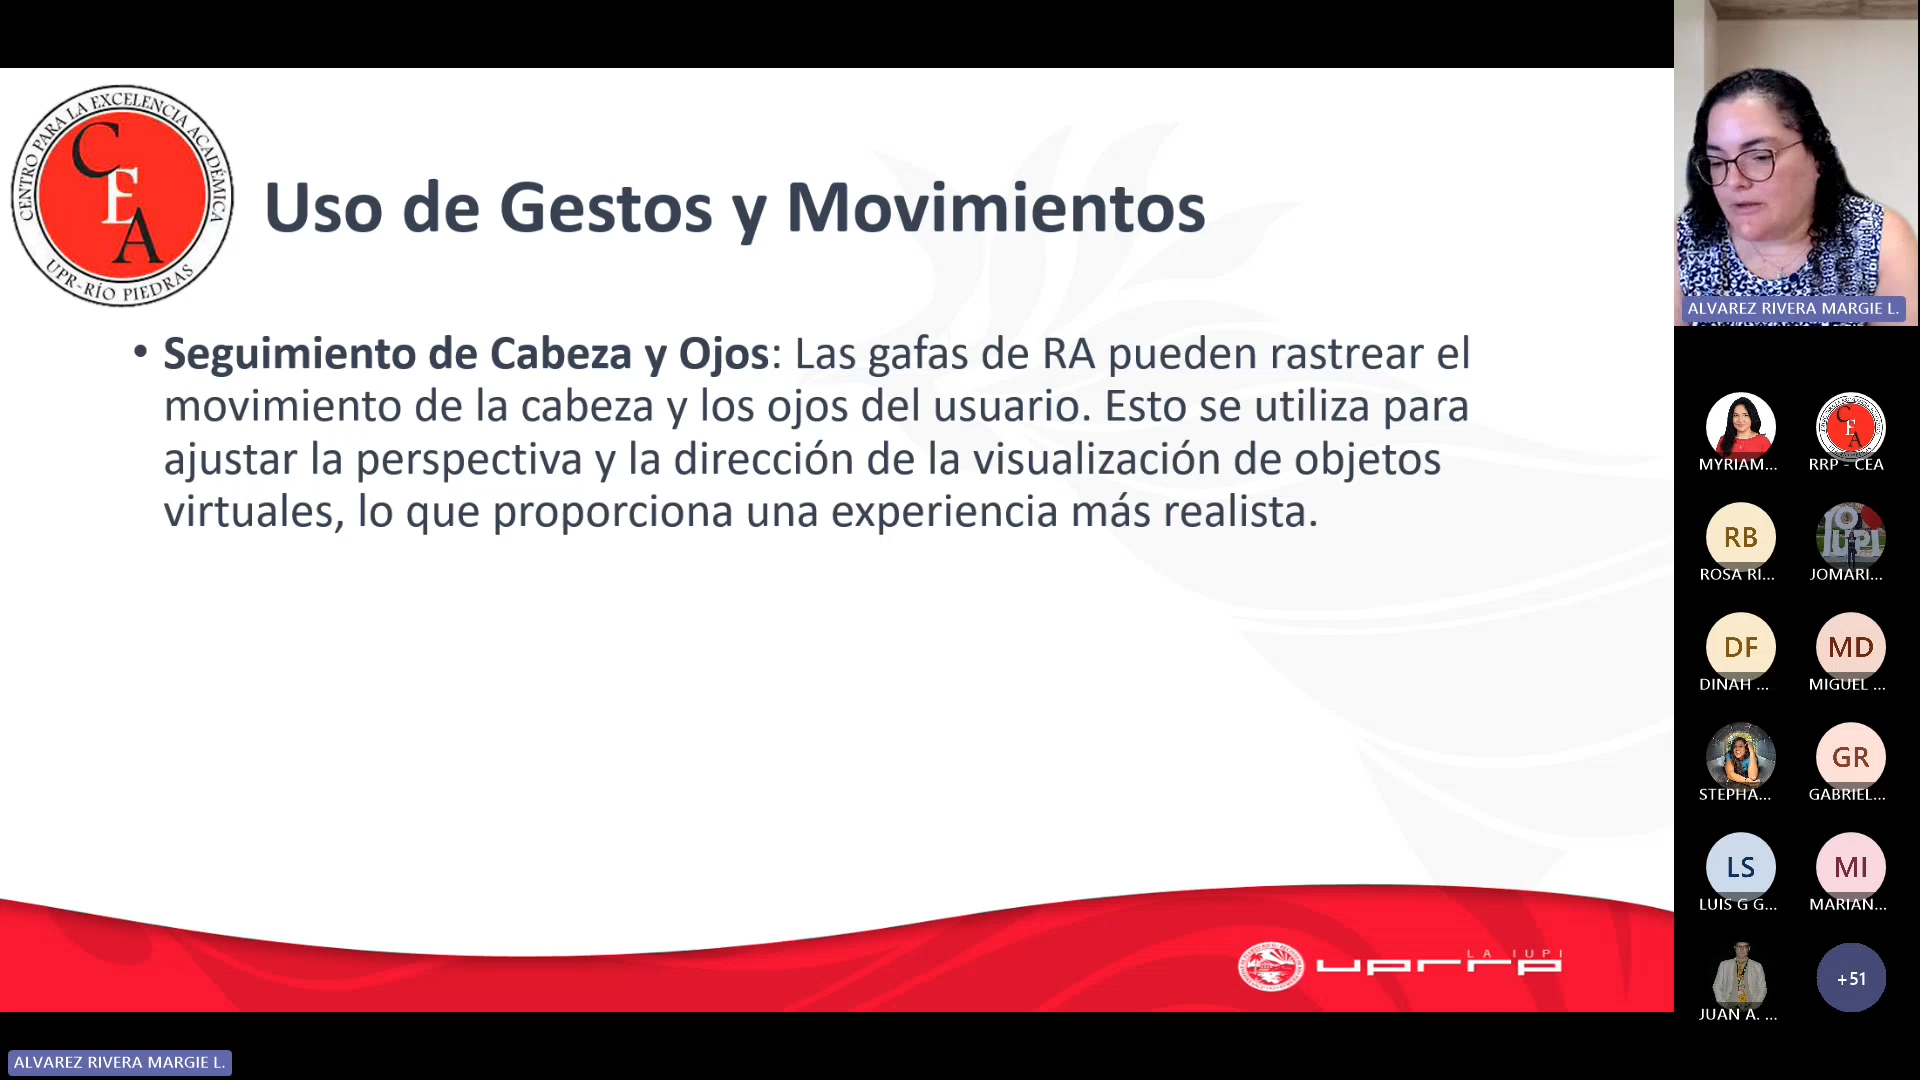 CENTRO PARA LA EXCELENCIA ACADÉMICA
CEA
UPR-RÍO PIEDRAS
Uso de Gestos y Movimientos
• Seguimiento de Cabeza y Ojos: Las gafas de RA pueden rastrear el
movimiento de la cabeza y los ojos del usuario. Esto se utiliza para
ajustar la perspectiva y la dirección de la visualización de objetos
virtuales, lo que proporciona una experiencia más realista.
LA IUPI
uprrp
ALVAREZ RIVERA MARGIE L.
ALVAREZ RIVERA MARGIE L.
MYRIAM...
CEA
RRP - CEA
RB
ROSA RI...
IUPI
JOMARI...
DF
DINAH ...
MD
MIGUEL ...
STEPHA...
GR
GABRIEL...
LS
LUIS G G...
MI
MARIAN...
JUAN A. ...
+51